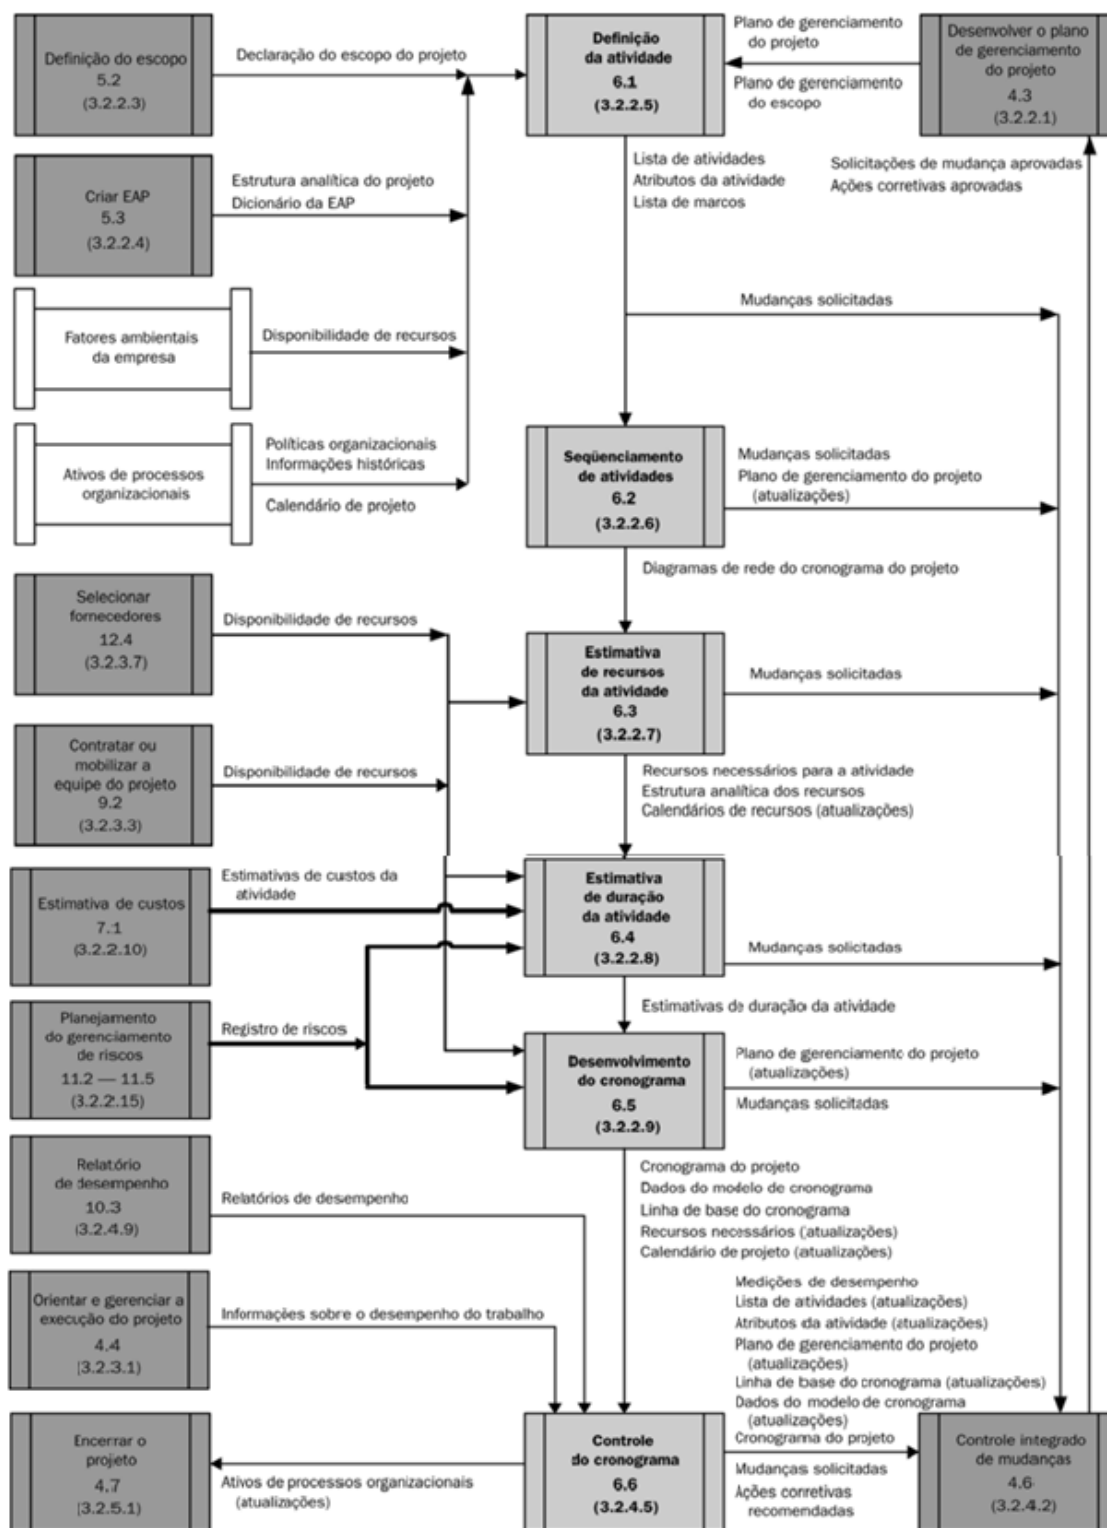 Definição do escopo
5.2
(3.2.2.3)
Declaração do escopo do projeto
Definição
da atividade
6.1
(3.2.2.5)
Plano de gerenciamento
do projeto
Plano de gerenciamento
do escopo
Desenvolver o plano
de gerenciamento
do projeto
4.3
(3.2.2.1)
Criar EAP
5.3
(3.2.2.4)
Estrutura analítica do projeto
Dicionário da EAP
Lista de atividades
Atributos da atividade
Lista de marcos
Solicitações de mudança aprovadas
Ações corretivas aprovadas
Fatores ambientais
da empresa
Disponibilidade de recursos
Mudanças solicitadas
Ativos de processos
organizacionais
Políticas organizacionais
Informações históricas
Calendário de projeto
Seqüenciamento
de atividades
6.2
(3.2.2.6)
Mudanças solicitadas
Plano de gerenciamento do projeto
(atualizações)
Diagramas de rede do cronograma do projeto
Selecionar
fornecedores
12.4
(3.2.3.7)
Disponibilidade de recursos
Estimativa
de recursos
da atividade
6.3
(3.2.2.7)
Mudanças solicitadas
Contratar ou
mobilizar a
equipe do projeto
9.2
(3.2.3.3)
Disponibilidade de recursos
Recursos necessários para a atividade
Estrutura analítica dos recursos
Calendários de recursos (atualizações)
Estimativa de custos
7.1
(3.2.2.10)
Estimativas de custos da
atividade
Estimativa
de duração
da atividade
6.4
(3.2.2.8)
Mudanças solicitadas
Estimativas de duração da atividade
Planejamento
do gerenciamento
de riscos
11.2 — 11.5
(3.2.2.15)
Registro de riscos
Desenvolvimento
do cronograma
6.5
(3.2.2.9)
Plano de gerenciamento do projeto
(atualizações)
Mudanças solicitadas
Relatório
de desempenho
10.3
(3.2.4.9)
Relatórios de desempenho
Cronograma do projeto
Dados do modelo de cronograma
Linha de base do cronograma
Recursos necessários (atualizações)
Calendário de projeto (atualizações)
Orientar e gerenciar a
execução do projeto
4.4
(3.2.3.1)
Informações sobre o desempenho do trabalho
Medições de desempenho
Lista de atividades (atualizações)
Atributos da atividade (atualizações)
Plano de gerenciamento do projeto
(atualizações)
Linha de base do cronograma (atualizações)
Dados do modelo de cronograma
(atualizações)
Cronograma do projeto
Mudanças solicitadas
Ações corretivas
recomendadas
Encerrar o
projeto
4.7
(3.2.5.1)
Ativos de processos organizacionais
(atualizações)
Controle
do cronograma
6.6
(3.2.4.5)
Controle integrado
de mudanças
4.6
(3.2.4.2)